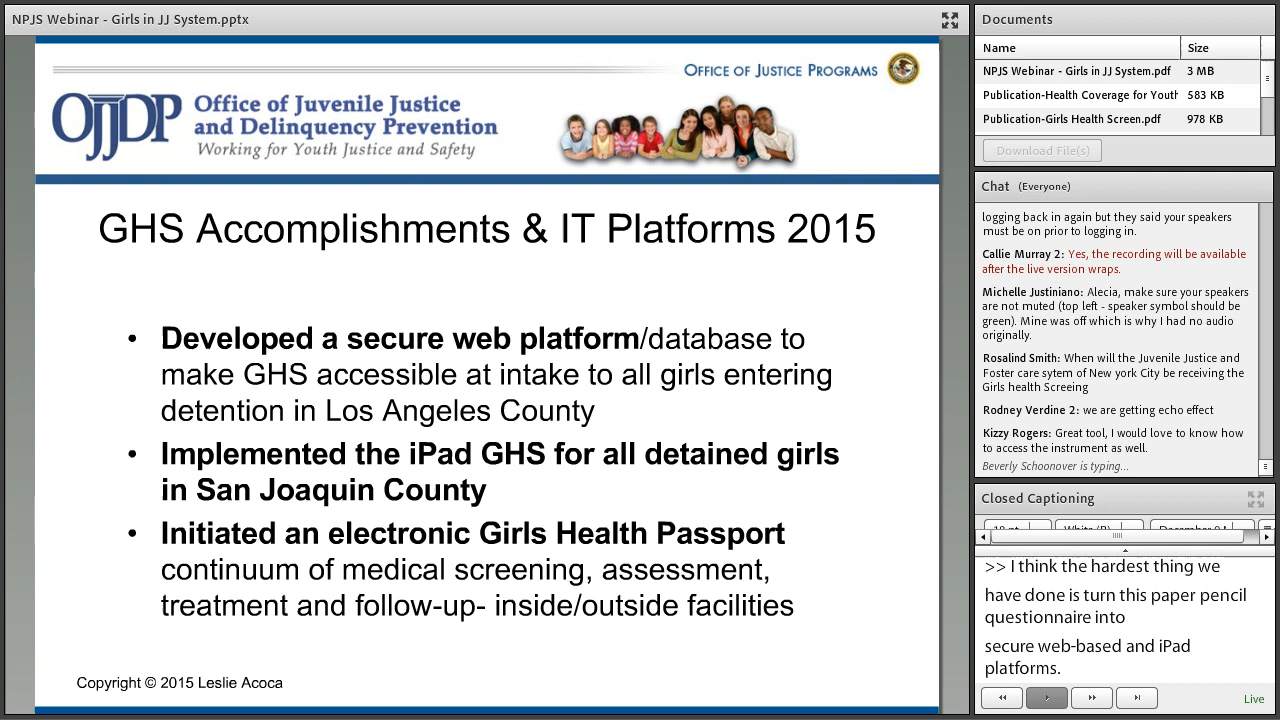 NPJS Webinar - Girls in JJ System.pptx
OFFICE OF JUSTICE PROGRAMS
OJJDP
Office of Juvenile Justice
and Delinquency Prevention
Working for Youth Justice and Safety
GHS Accomplishments & IT Platforms 2015
• Developed a secure web platform/database to
make GHS accessible at intake to all girls entering
detention in Los Angeles County
• Implemented the iPad GHS for all detained girls
in San Joaquin County
• Initiated an electronic Girls Health Passport
continuum of medical screening, assessment,
treatment and follow-up- inside/outside facilities
Copyright © 2015 Leslie Acoca
Documents
Name Size
NPJS Webinar - Girls in JJ System.pdf 3 MB
Publication-Health Coverage for Youth 583 KB
Publication-Girls Health Screen.pdf 978 KB
Download File(s)
Chat (Everyone)
logging back in again but they said your speakers
must be on prior to logging in.
Callie Murray 2: Yes, the recording will be available
after the live version wraps.
Michelle Justiniano: Alecia, make sure your speakers
are not muted (top left - speaker symbol should be
green). Mine was off which is why I had no audio
originally.
Rosalind Smith: When will the Juvenile Justice and
Foster care sytem of New york City be receiving the
Girls health Screeing
Rodney Verdine 2: we are getting echo effect
Kizzy Rogers: Great tool, I would love to know how
to access the instrument as well.
Beverly Schoonover is typing...
Closed Captioning
>> I think the hardest thing we
have done is turn this paper pencil
questionnaire into
secure web-based and iPad
platforms.
Live